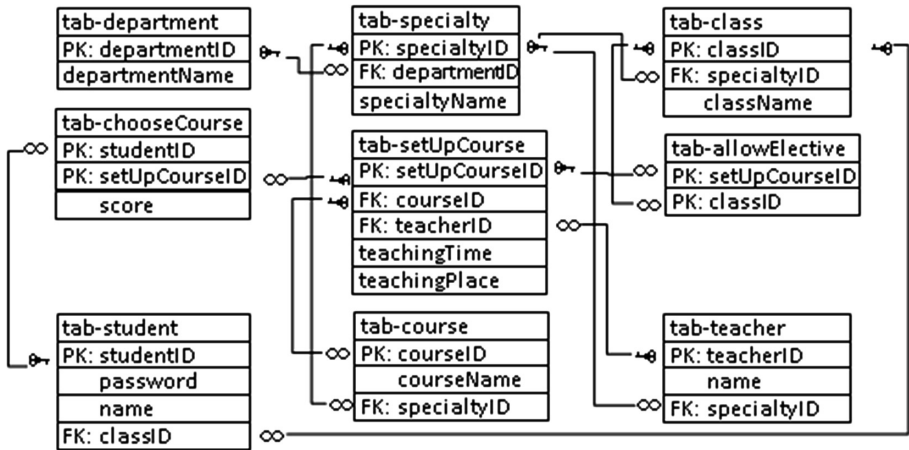 tab-department
PK: departmentID
departmentName
tab-specialty
PK: specialtyID
FK: departmentID
specialtyName
tab-class
PK: classID
FK: specialtyID
className
tab-chooseCourse
PK: studentID
PK: setUpCourseID
score
tab-setUpCourse
PK: setUpCourseID
FK: courseID
FK: teacherID
teachingTime
teachingPlace
tab-allowElective
PK: setUpCourseID
PK: classID
tab-student
PK: studentID
password
name
FK: classID
tab-course
PK: courseID
courseName
FK: specialtyID
tab-teacher
PK: teacherID
name
FK: specialtyID